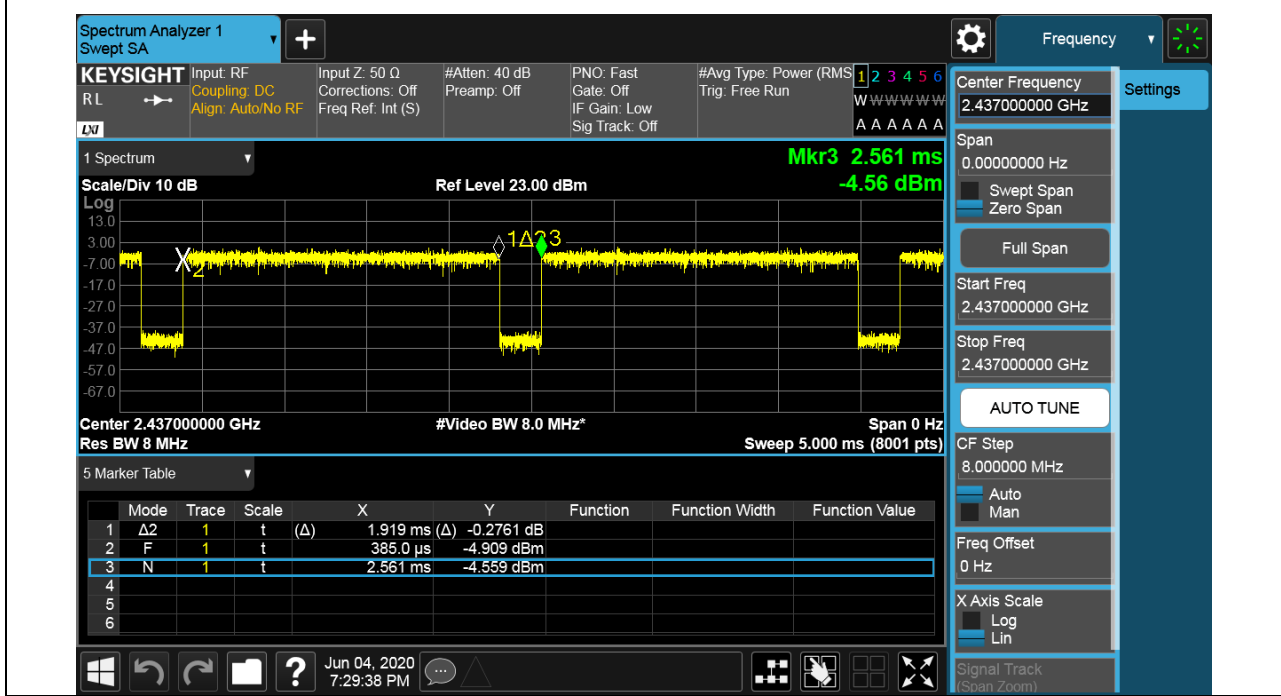 Spectrum Analyzer 1
Swept SA
Frequency
KEYSIGHT
R L
LXI
Input: RF
Coupling: DC
Align: Auto/No RF
Input Z: 50 Ω
Corrections: Off
Freq Ref: Int (S)
#Atten: 40 dB
Preamp: Off
PNO: Fast
Gate: Off
IF Gain: Low
Sig Track: Off
#Avg Type: Power (RMS
Trig: Free Run
1 2 3 4 5 6
W W W W W W
A A A A A A
1 Spectrum
Mkr3 2.561 ms
-4.56 dBm
Scale/Div 10 dB
Ref Level 23.00 dBm
Log
13.0
3.00
-7.00
-17.0
-27.0
-37.0
-47.0
-57.0
-67.0
1Δ2 3
2
Center 2.437000000 GHz
#Video BW 8.0 MHz*
Span 0 Hz
Res BW 8 MHz
Sweep 5.000 ms (8001 pts)
5 Marker Table
Mode Trace Scale X Y Function Function Width Function Value
1 Δ2 1 t (Δ) 1.919 ms (Δ) -0.2761 dB
2 F 1 t 385.0 µs -4.909 dBm
3 N 1 t 2.561 ms -4.559 dBm
4
5
6
Jun 04, 2020
7:29:38 PM
Center Frequency
2.437000000 GHz
Settings
Span
0.00000000 Hz
Swept Span
Zero Span
Full Span
Start Freq
2.437000000 GHz
Stop Freq
2.437000000 GHz
AUTO TUNE
CF Step
8.000000 MHz
Auto
Man
Freq Offset
0 Hz
X Axis Scale
Log
Lin
Signal Track
(Span Zoom)